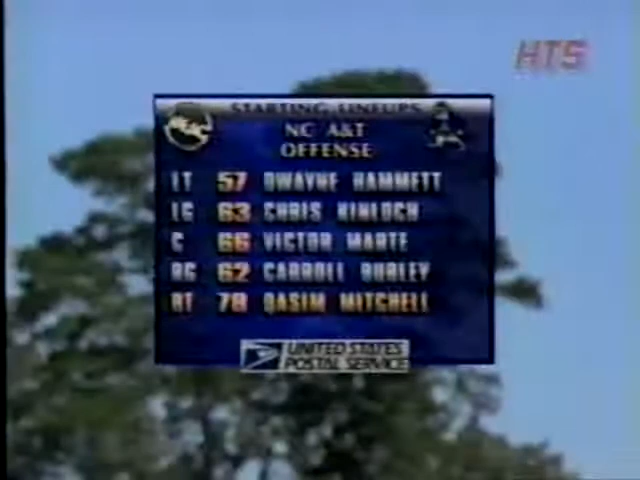 HTS
STARTING LINEUPS
NC A&T
OFFENSE
LT 57 DWAYNE HAMMETT
LG 63 CHRIS KINLOCH
C 66 VICTOR MARTE
RG 62 CARROLL BURLEY
RT 78 QASIM MITCHELL
UNITED STATES
POSTAL SERVICE